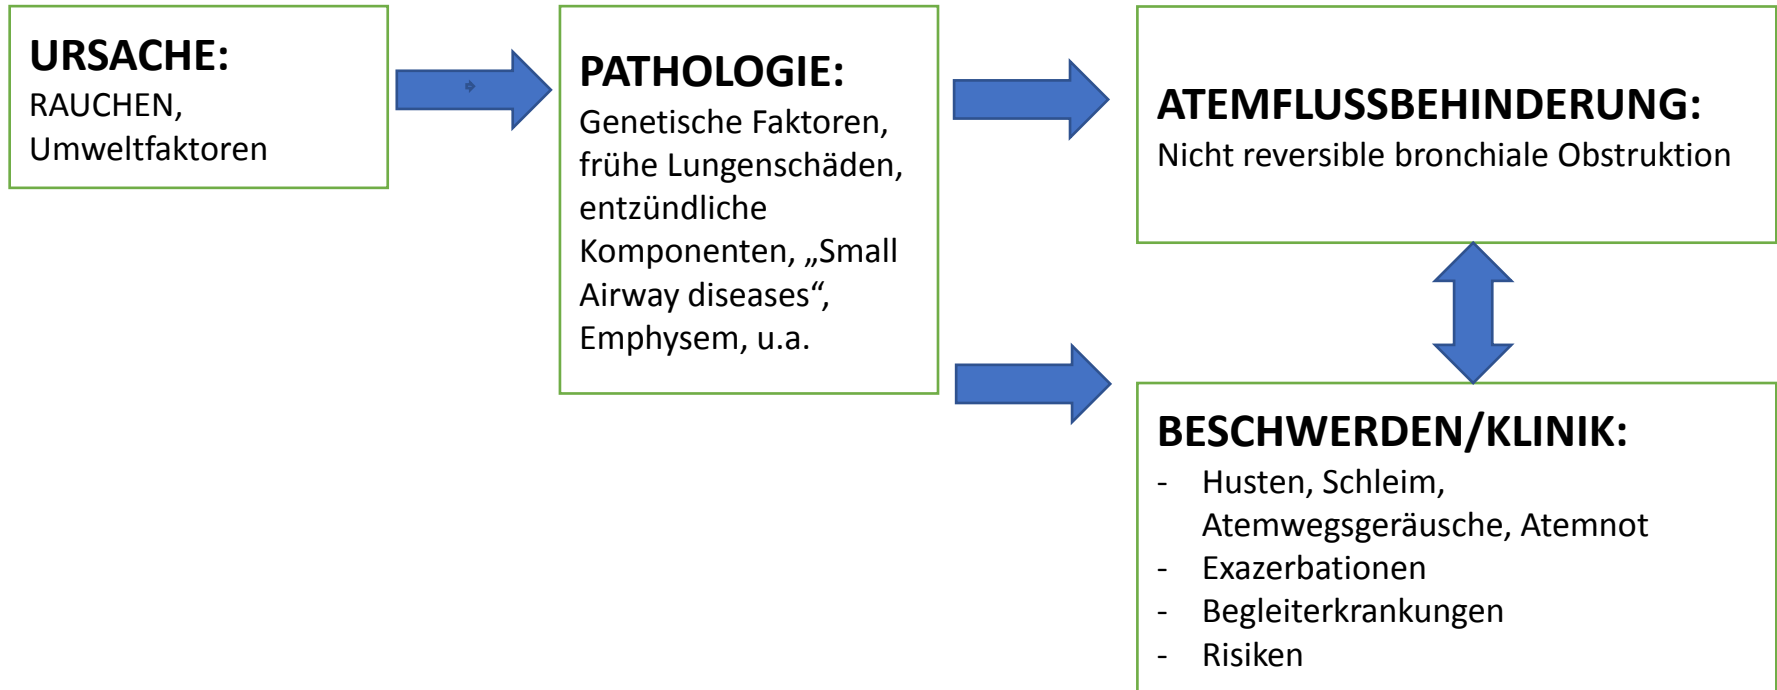 URSACHE:
RAUCHEN,
Umweltfaktoren
PATHOLOGIE:
Genetische Faktoren,
frühe Lungenschäden,
entzündliche
Komponenten, „Small
Airway diseases“,
Emphysem, u.a.
ATEMFLUSSBEHINDERUNG:
Nicht reversible bronchiale Obstruktion
BESCHWERDEN/KLINIK:
- Husten, Schleim,
Atemwegsgeräusche, Atemnot
- Exazerbationen
- Begleiterkrankungen
- Risiken